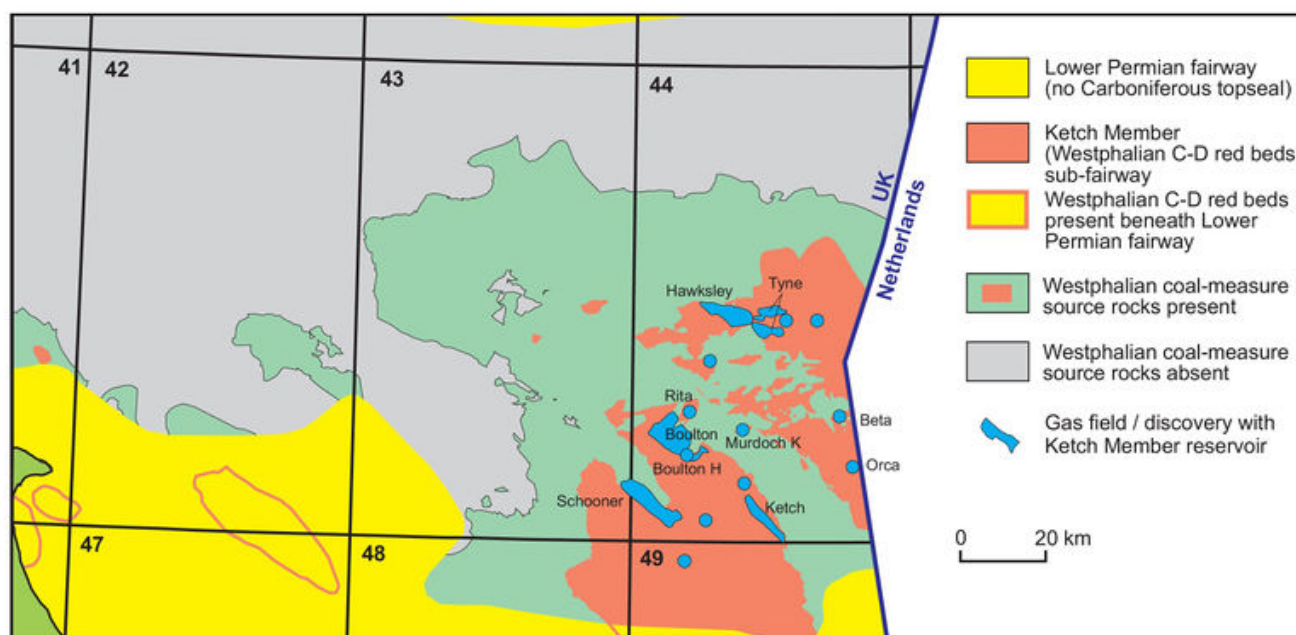 41
42
43
44
47
48
49
UK
Netherlands
Hawksley
Tyne
Rita
Boulton
Murdoch K
Boulton H
Beta
Orca
Schooner
Ketch
Lower Permian fairway
(no Carboniferous topseal)
Ketch Member
(Westphalian C-D red beds
sub-fairway
Westphalian C-D red beds
present beneath Lower
Permian fairway
Westphalian coal-measure
source rocks present
Westphalian coal-measure
source rocks absent
Gas field / discovery with
Ketch Member reservoir
0 20 km